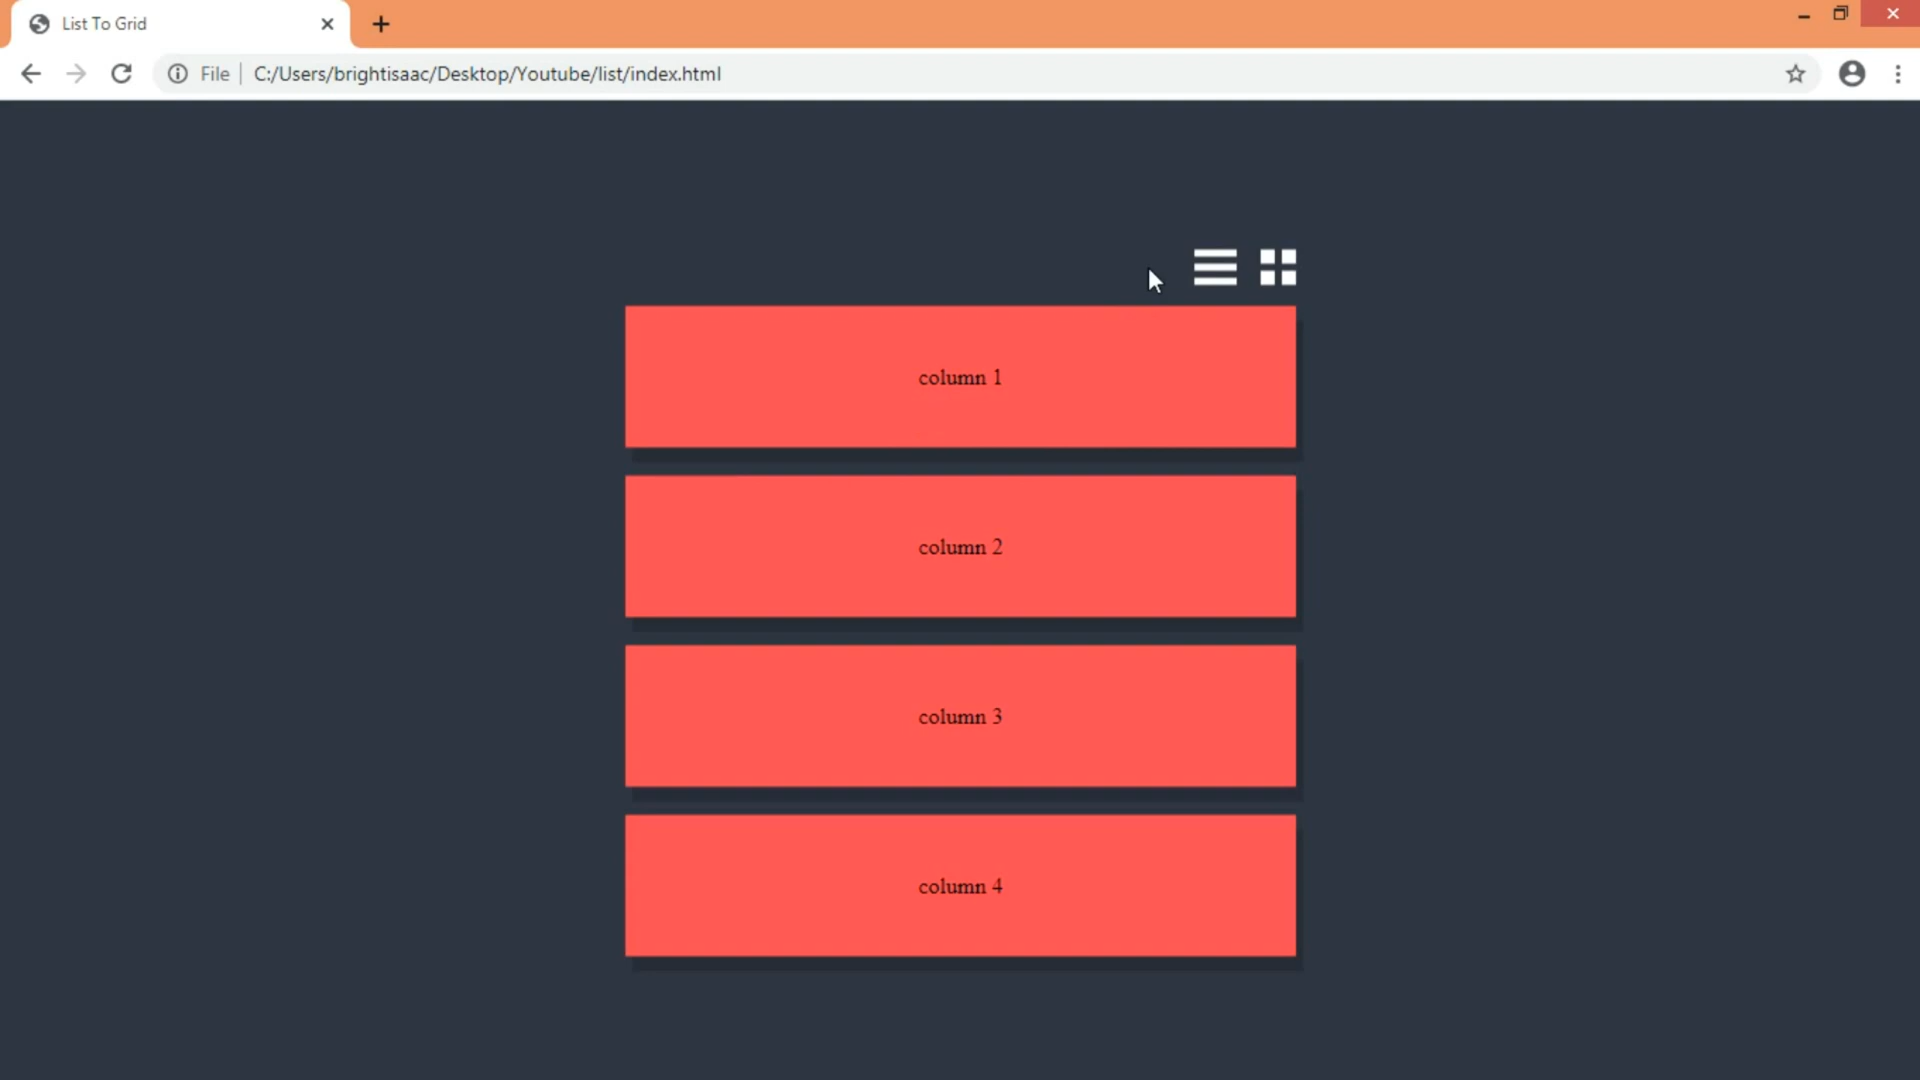 List To Grid
File C:/Users/brightisaac/Desktop/Youtube/list/index.html
column 1
column 2
column 3
column 4